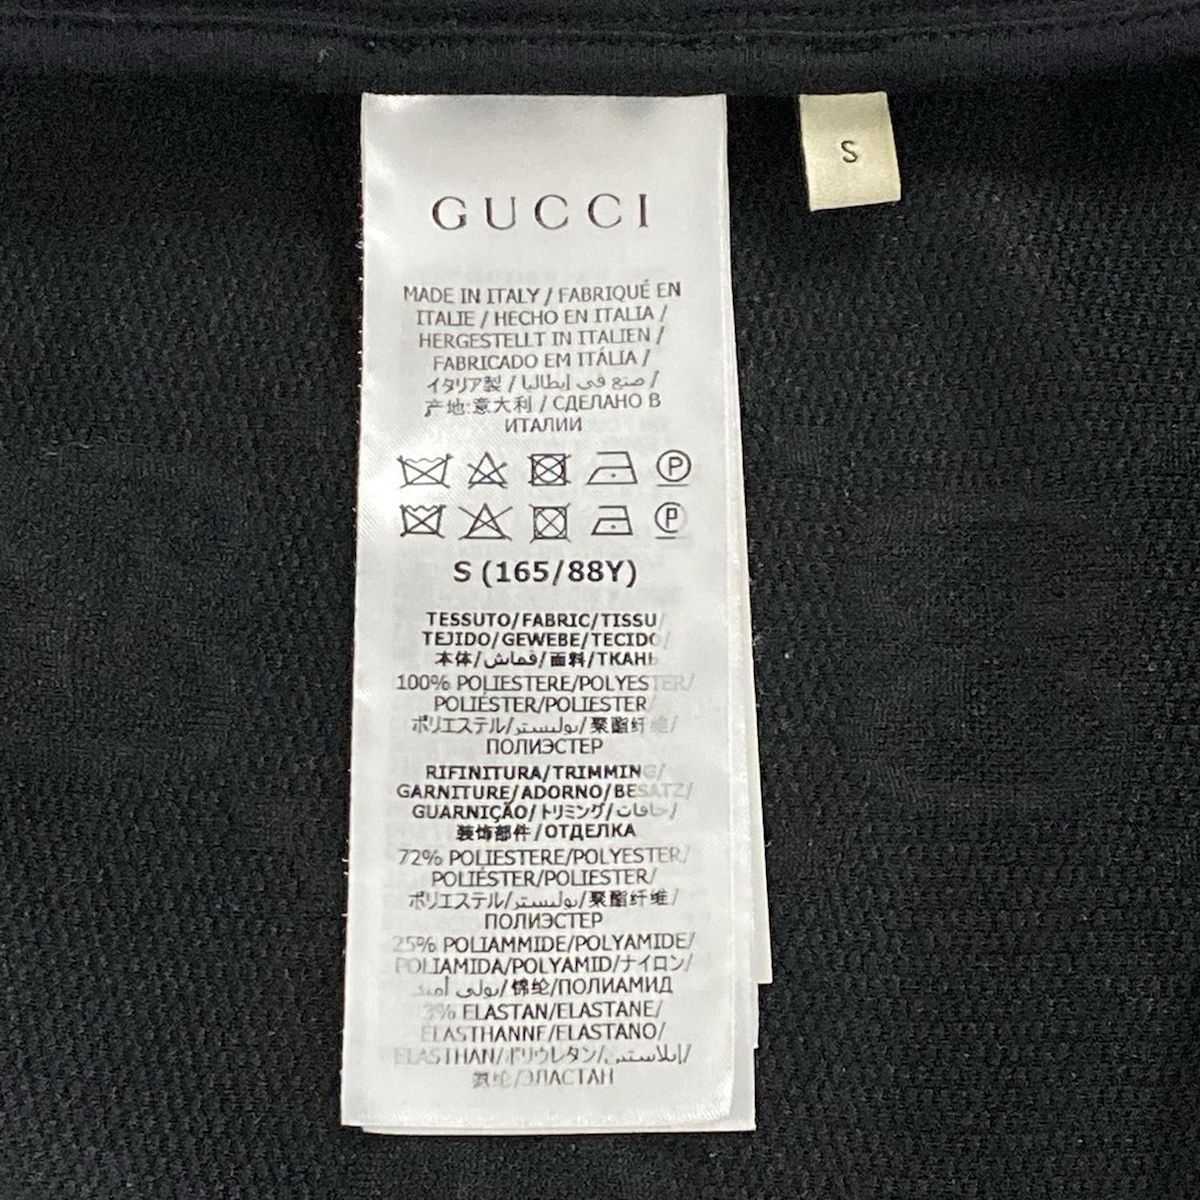 GUCCI
S
MADE IN ITALY / FABRIQUÉ EN
ITALIE / HECHO EN ITALIA /
HERGESTELLT IN ITALIEN /
FABRICADO EM ITÁLIA /
イタリア製 / صنع في إيطاليا /
产地:意大利 / СДЕЛАНО В
ИТАЛИИ
P
P
S (165/88Y)
TESSUTO/FABRIC/TISSU/
TEJIDO/GEWEBE/TECIDO/
本体/قماش/面料/ТКАНЬ
100% POLIESTERE/POLYESTER/
POLIÉSTER/POLIESTER/
ポリエステル/بوليستر/聚酯纤维/
ПОЛИЭСТЕР
RIFINITURA/TRIMMING/
GARNITURE/ADORNO/BESATZ/
GUARNIÇÃO/トリミング/حافات/
装饰部件/ОТДЕЛКА
72% POLIESTERE/POLYESTER/
POLIÉSTER/POLIESTER/
ポリエステル/بوليستر/聚酯纤维/
ПОЛИЭСТЕР
25% POLIAMMIDE/POLYAMIDE/
POLIAMIDA/POLYAMID/ナイロン/
بولي أميد/锦纶/ПОЛИАМИД
3% ELASTAN/ELASTANE/
ELASTHANNE/ELASTANO/
ELASTHAN/ポリウレタン/إيلاستين/
氨纶/ЭЛАСТАН